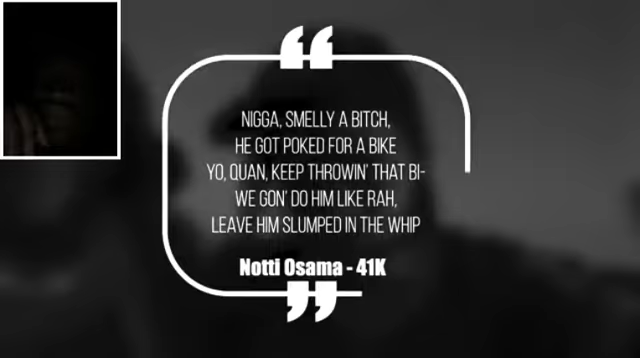 NIGGA, SMELLY A BITCH,
HE GOT POKED FOR A BIKE
YO, QUAN, KEEP THROWIN' THAT BI-
WE GON' DO HIM LIKE RAH,
LEAVE HIM SLUMPED IN THE WHIP
Notti Osama - 41K